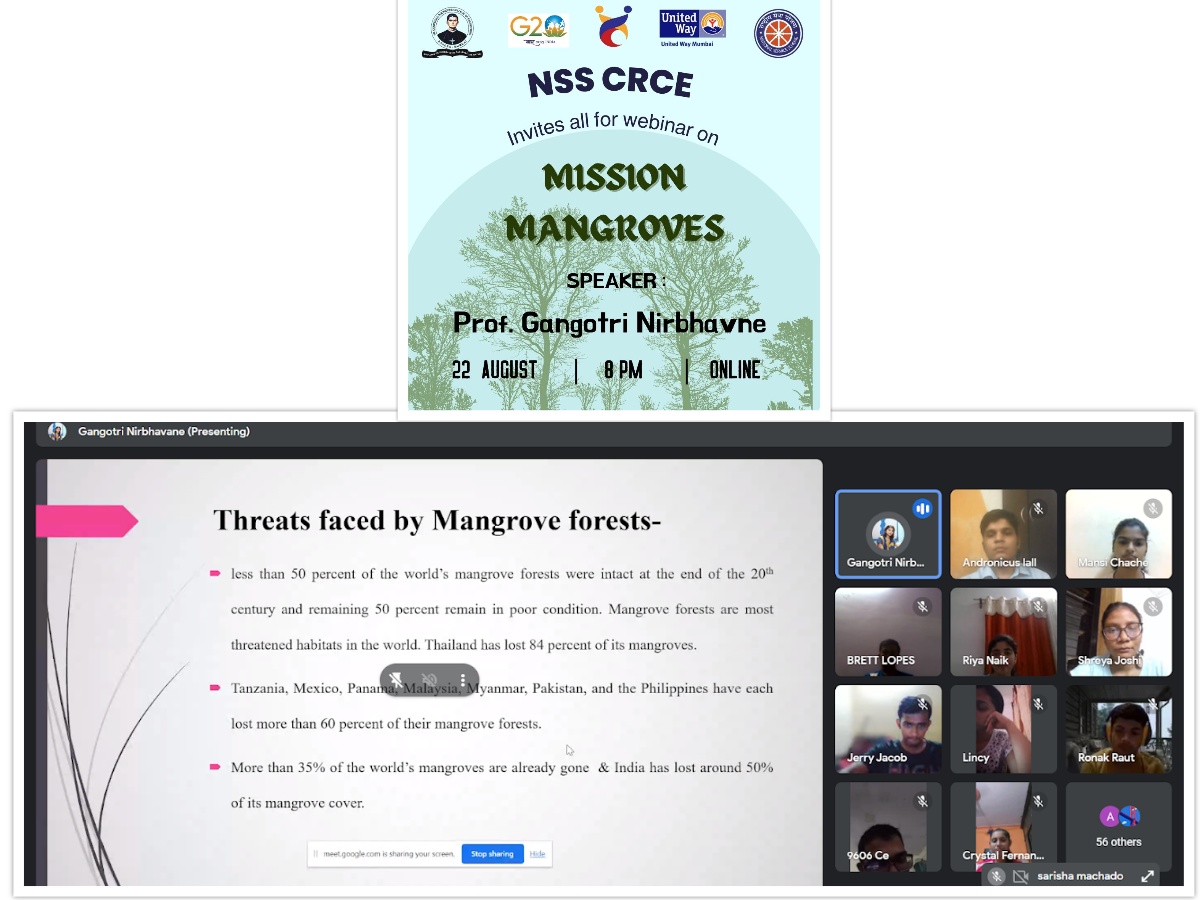 G20
United
Way
United Way Mumbai
NSS CRCE
Invites all for webinar on
MISSION
MANGROVES
SPEAKER :
Prof. Gangotri Nirbhavne
22 AUGUST | 8 PM | ONLINE
Gangotri Nirbhavane (Presenting)
Threats faced by Mangrove forests-
less than 50 percent of the world's mangrove forests were intact at the end of the 20th
century and remaining 50 percent remain in poor condition. Mangrove forests are most
threatened habitats in the world. Thailand has lost 84 percent of its mangroves.
Tanzania, Mexico, Panama, Malaysia, Myanmar, Pakistan, and the Philippines have each
lost more than 60 percent of their mangrove forests.
More than 35% of the world's mangroves are already gone & India has lost around 50%
of its mangrove cover.
meet.google.com is sharing your screen. Stop sharing Hide
Gangotri Nirb...
Andronicus lall
Mansi Chache
BRETT LOPES
Riya Naik
Shreya Joshi
Jerry Jacob
Lincy
Ronak Raut
9606 Ce
Crystal Fernan...
A
56 others
sarisha machado